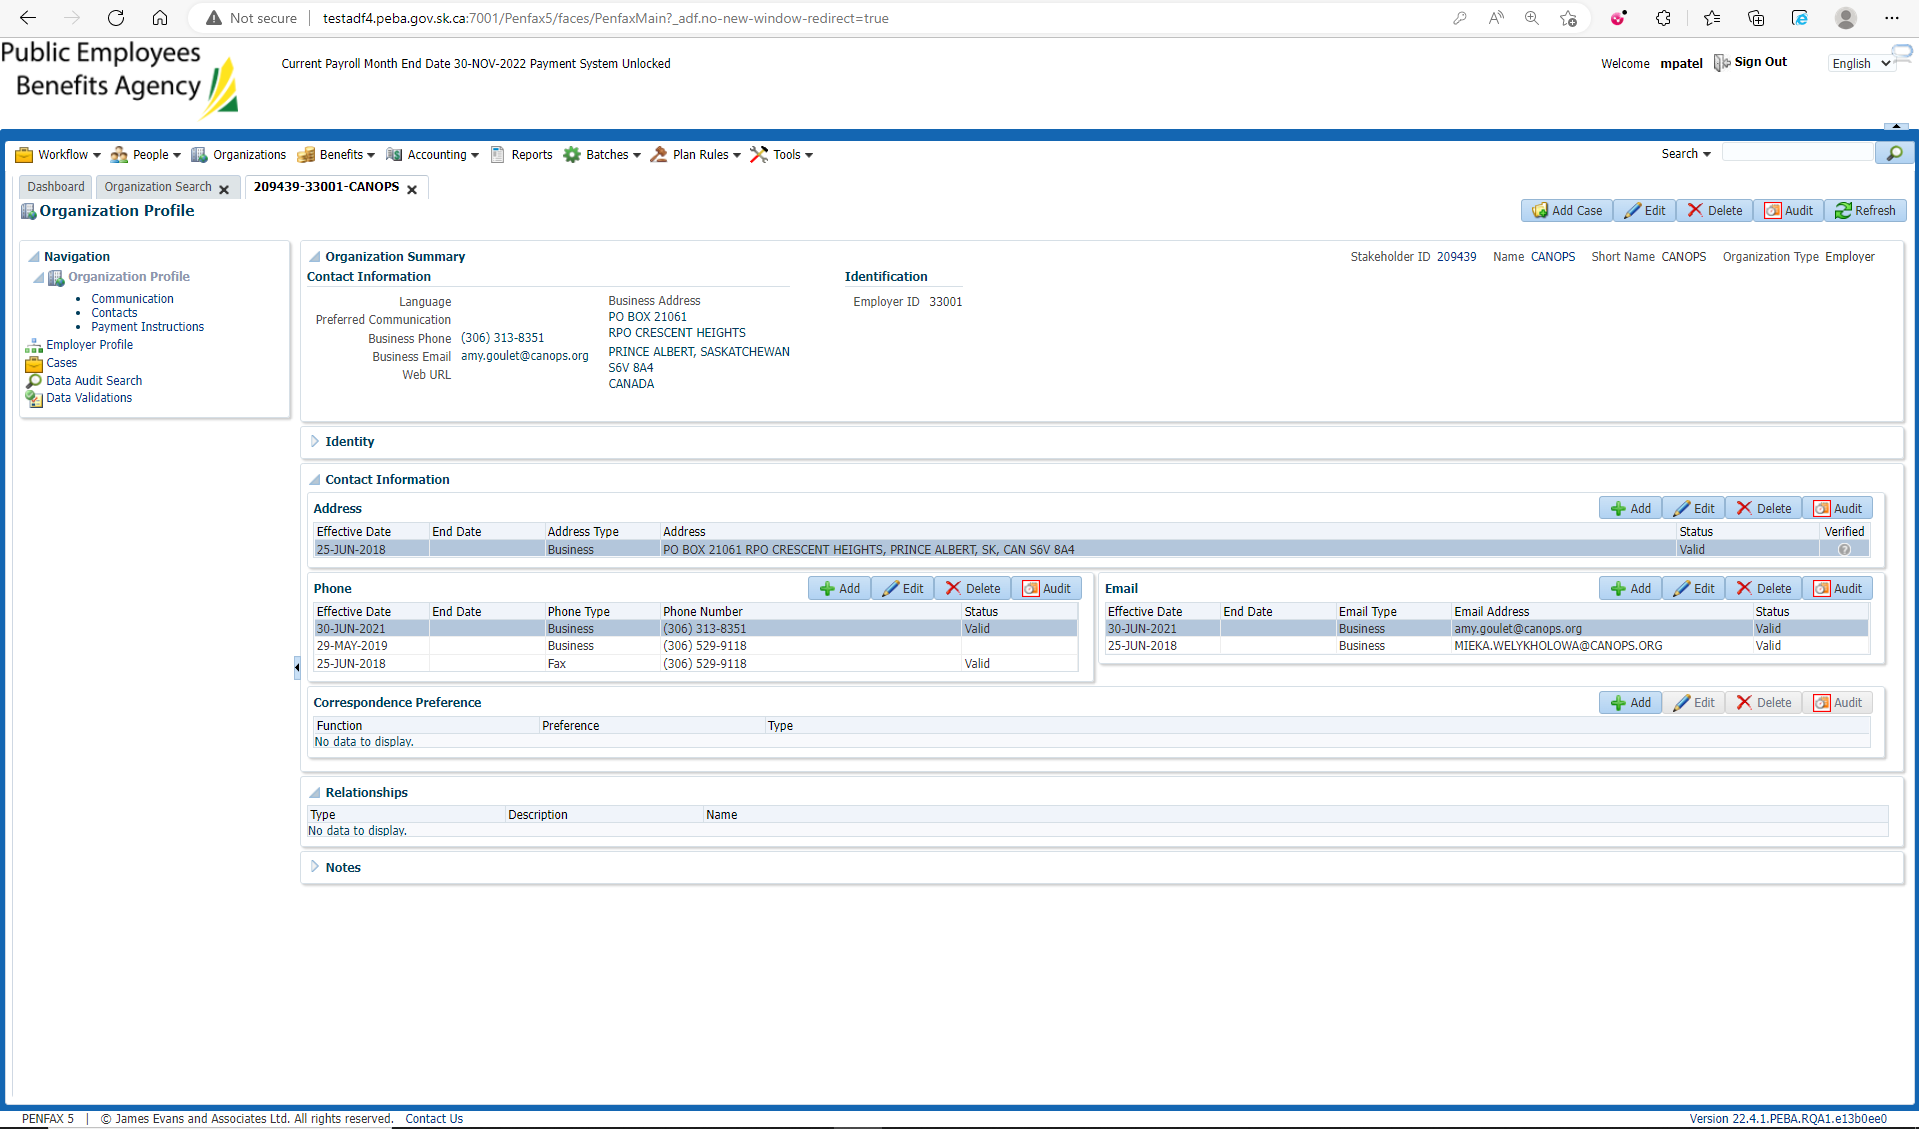 Not secure testadf4.peba.gov.sk.ca:7001/Penfax5/faces/PenfaxMain?_adf.no-new-window-redirect=true
Public Employees
Benefits Agency
Current Payroll Month End Date 30-NOV-2022 Payment System Unlocked
Welcome mpatel Sign Out English
Workflow People Organizations Benefits Accounting Reports Batches Plan Rules Tools Search
Dashboard Organization Search 209439-33001-CANOPS
Organization Profile
Add Case Edit Delete Audit Refresh
Navigation
Organization Profile
Communication
Contacts
Payment Instructions
Employer Profile
Cases
Data Audit Search
Data Validations
Organization Summary Stakeholder ID 209439 Name CANOPS Short Name CANOPS Organization Type Employer
Contact Information Identification
Language Business Address Employer ID 33001
Preferred Communication PO BOX 21061
Business Phone (306) 313-8351 RPO CRESCENT HEIGHTS
Business Email amy.goulet@canops.org PRINCE ALBERT, SASKATCHEWAN
Web URL S6V 8A4
CANADA
Identity
Contact Information
Address Add Edit Delete Audit
Effective Date End Date Address Type Address Status Verified
25-JUN-2018 Business PO BOX 21061 RPO CRESCENT HEIGHTS, PRINCE ALBERT, SK, CAN S6V 8A4 Valid
Phone Add Edit Delete Audit
Effective Date End Date Phone Type Phone Number Status
30-JUN-2021 Business (306) 313-8351 Valid
29-MAY-2019 Business (306) 529-9118
25-JUN-2018 Fax (306) 529-9118 Valid
Email Add Edit Delete Audit
Effective Date End Date Email Type Email Address Status
30-JUN-2021 Business amy.goulet@canops.org Valid
25-JUN-2018 Business MIEKA.WELYKHOLOWA@CANOPS.ORG Valid
Correspondence Preference Add Edit Delete Audit
Function Preference Type
No data to display.
Relationships
Type Description Name
No data to display.
Notes
PENFAX 5 | © James Evans and Associates Ltd. All rights reserved. Contact Us Version 22.4.1.PEBA.RQA1.e13b0ee0